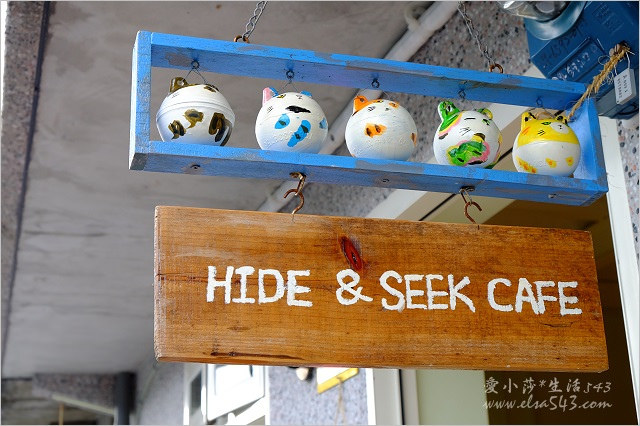 HIDE & SEEK CAFE
愛小莎*生活543
www.elsa543.com